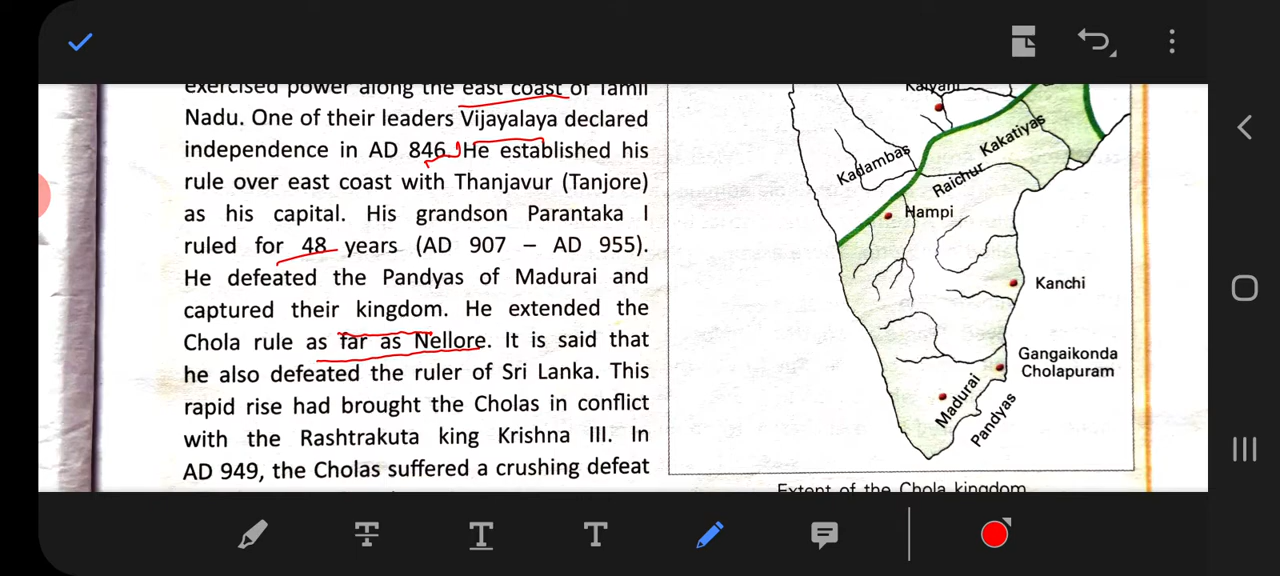 exercised power along the east coast of Tamil
Nadu. One of their leaders Vijayalaya declared
independence in AD 846. He established his
rule over east coast with Thanjavur (Tanjore)
as his capital. His grandson Parantaka I
ruled for 48 years (AD 907 – AD 955).
He defeated the Pandyas of Madurai and
captured their kingdom. He extended the
Chola rule as far as Nellore. It is said that
he also defeated the ruler of Sri Lanka. This
rapid rise had brought the Cholas in conflict
with the Rashtrakuta king Krishna III. In
AD 949, the Cholas suffered a crushing defeat
Kalyani
Kakatiyas
Kadambas
Raichur
Hampi
Kanchi
Gangaikonda
Cholapuram
Madurai
Pandyas
Extent of the Chola kingdom
T
T
T